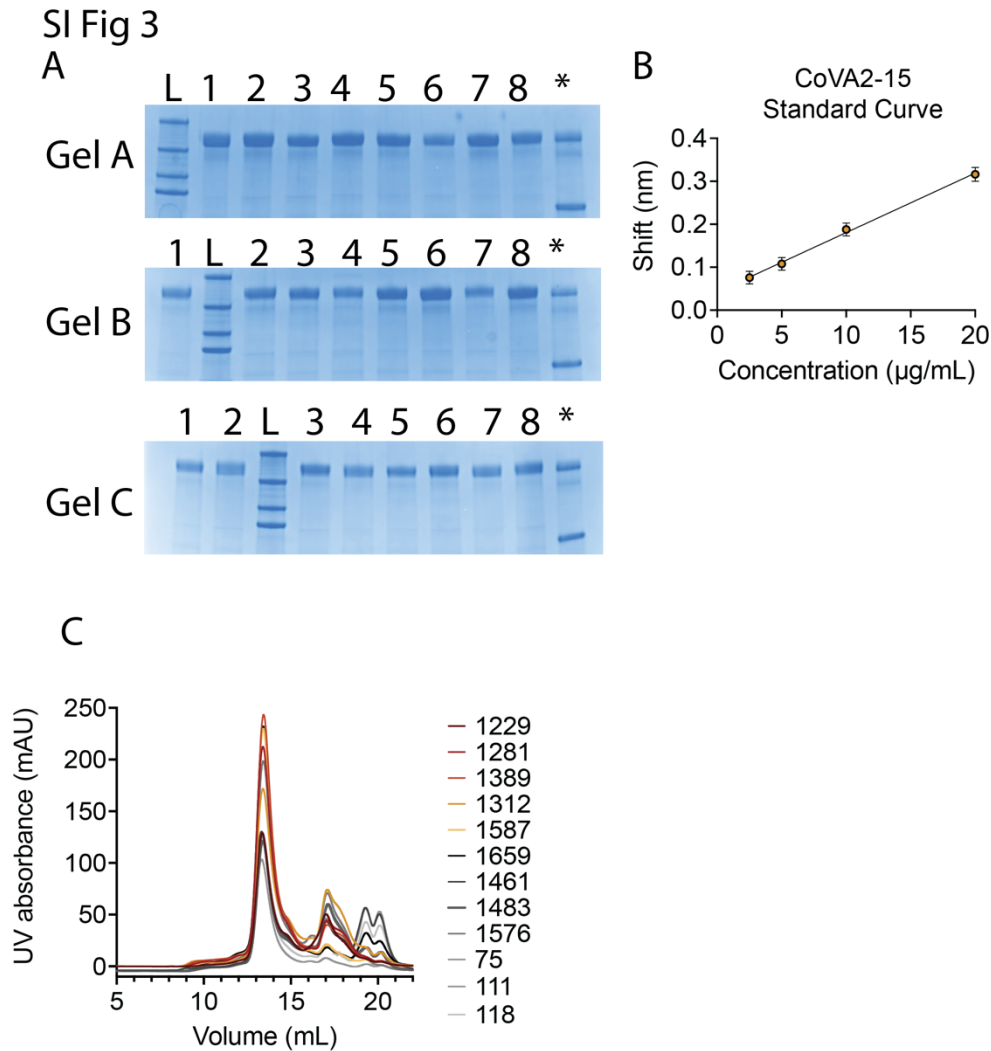 SI Fig 3
A
L 1 2 3 4 5 6 7 8 *
Gel A
1 L 2 3 4 5 6 7 8 *
Gel B
1 2 L 3 4 5 6 7 8 *
Gel C
B
CoVA2-15
Standard Curve
Shift (nm)
0.4
0.3
0.2
0.1
0.0
0 5 10 15 20
Concentration (µg/mL)
C
UV absorbance (mAU)
250
200
150
100
50
0
5 10 15 20
Volume (mL)
1229
1281
1389
1312
1587
1659
1461
1483
1576
75
111
118